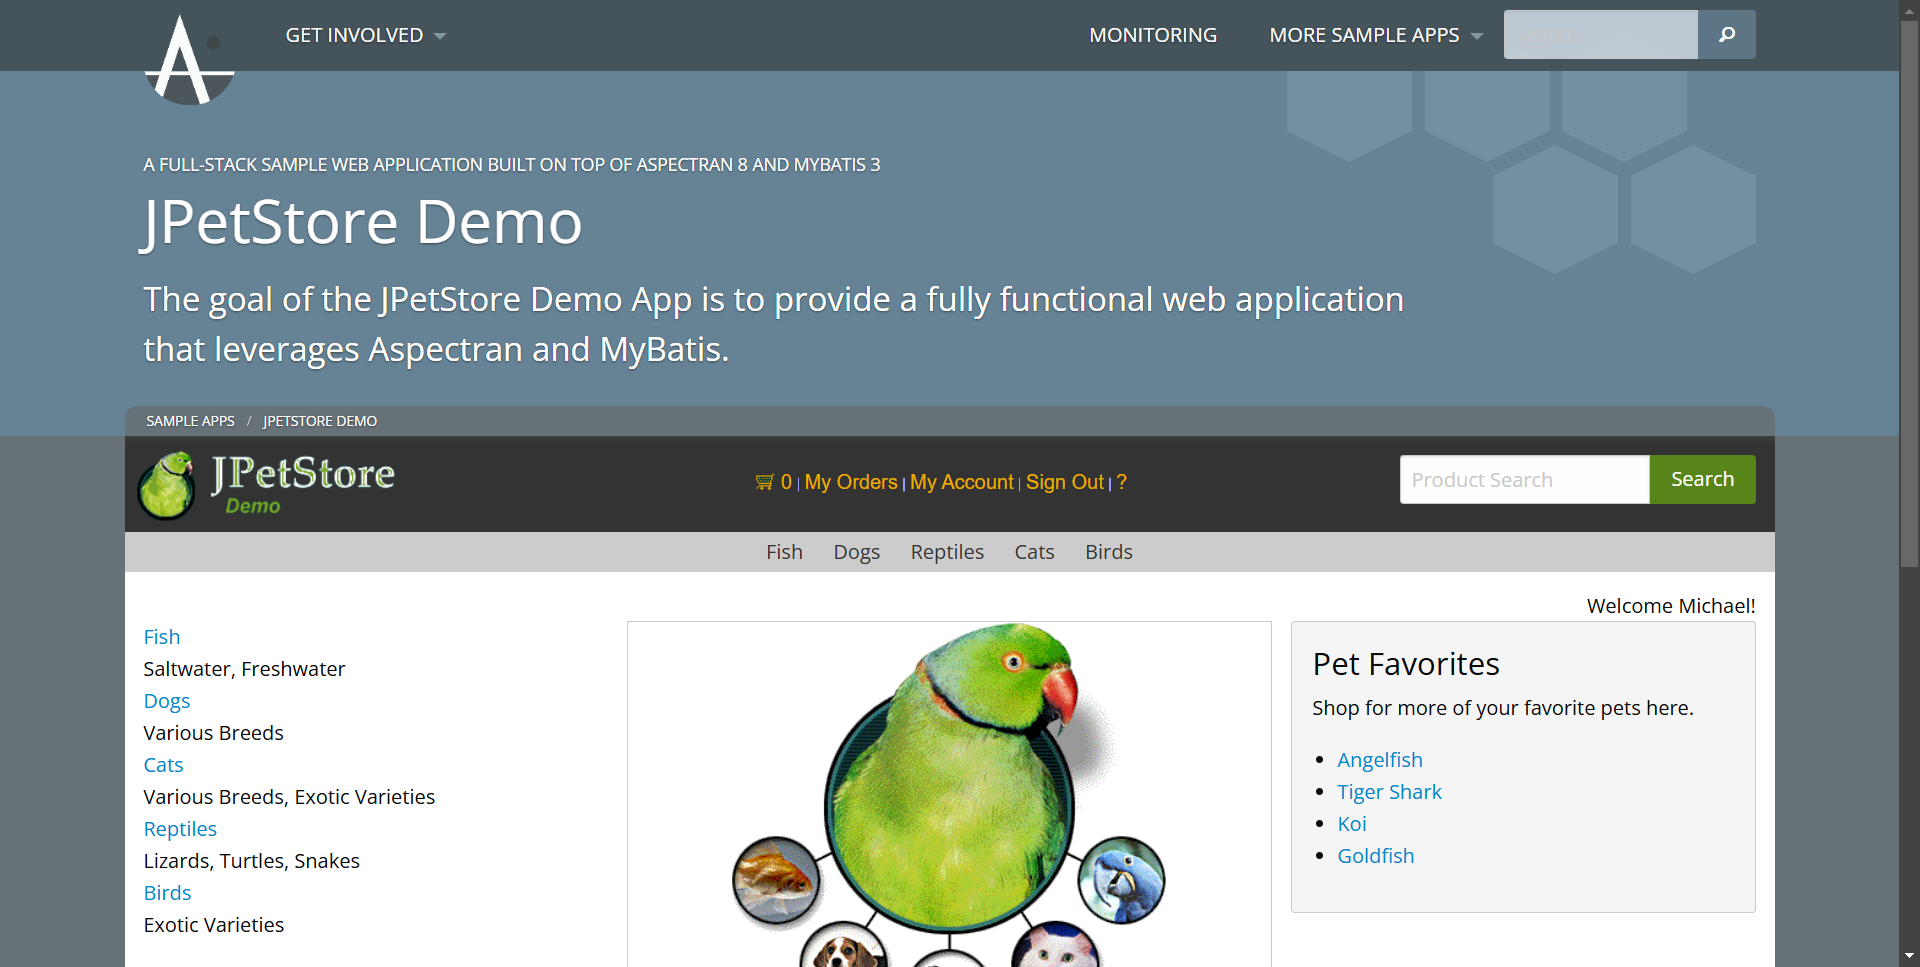 GET INVOLVED
MONITORING
MORE SAMPLE APPS
A FULL-STACK SAMPLE WEB APPLICATION BUILT ON TOP OF ASPECTRAN 8 AND MYBATIS 3
JPetStore Demo
The goal of the JPetStore Demo App is to provide a fully functional web application
that leverages Aspectran and MyBatis.
SAMPLE APPS / JPETSTORE DEMO
JPetStore
Demo
0 | My Orders | My Account | Sign Out | ?
Product Search
Search
Fish Dogs Reptiles Cats Birds
Welcome Michael!
Fish
Saltwater, Freshwater
Dogs
Various Breeds
Cats
Various Breeds, Exotic Varieties
Reptiles
Lizards, Turtles, Snakes
Birds
Exotic Varieties
Pet Favorites
Shop for more of your favorite pets here.
Angelfish
Tiger Shark
Koi
Goldfish